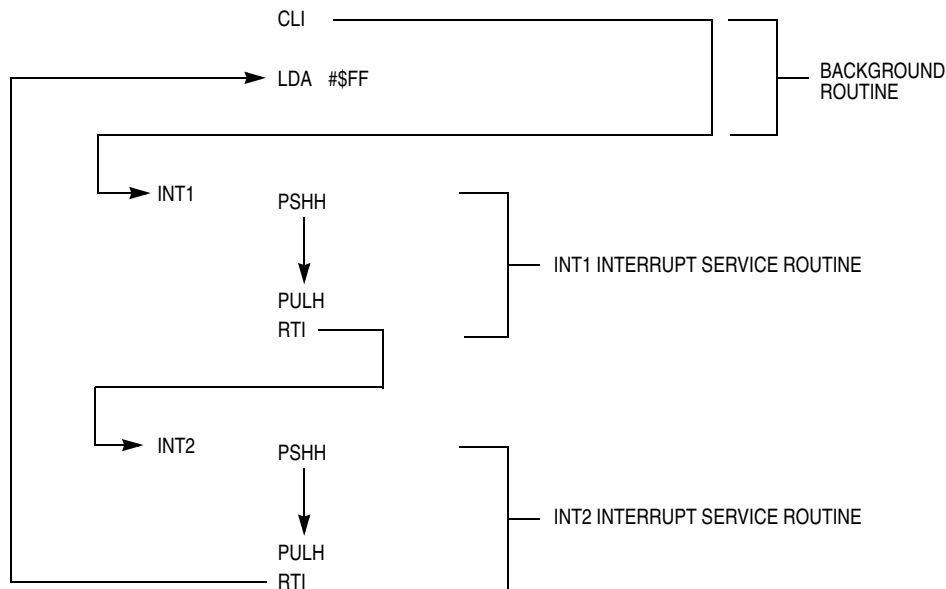 CLI
LDA #$FF
BACKGROUND
ROUTINE
INT1
PSHH
INT1 INTERRUPT SERVICE ROUTINE
PULH
RTI
INT2
PSHH
INT2 INTERRUPT SERVICE ROUTINE
PULH
RTI